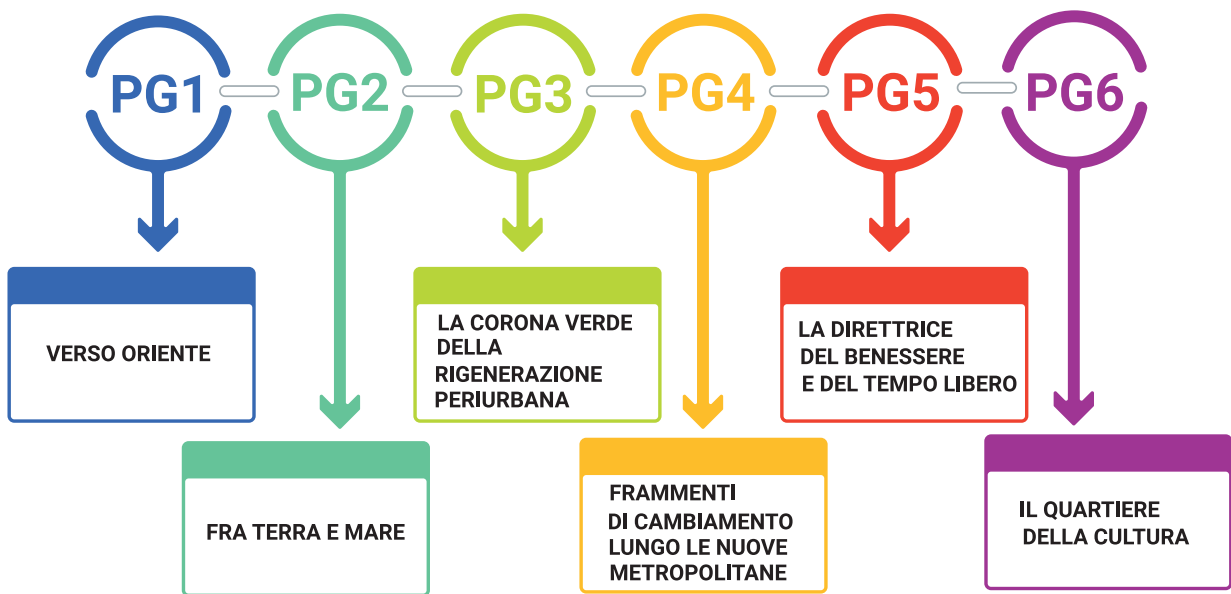 PG1
PG2
PG3
PG4
PG5
PG6
VERSO ORIENTE
FRA TERRA E MARE
LA CORONA VERDE
DELLA
RIGENERAZIONE
PERIURBANA
FRAMMENTI
DI CAMBIAMENTO
LUNGO LE NUOVE
METROPOLITANE
LA DIRETTRICE
DEL BENESSERE
E DEL TEMPO LIBERO
IL QUARTIERE
DELLA CULTURA